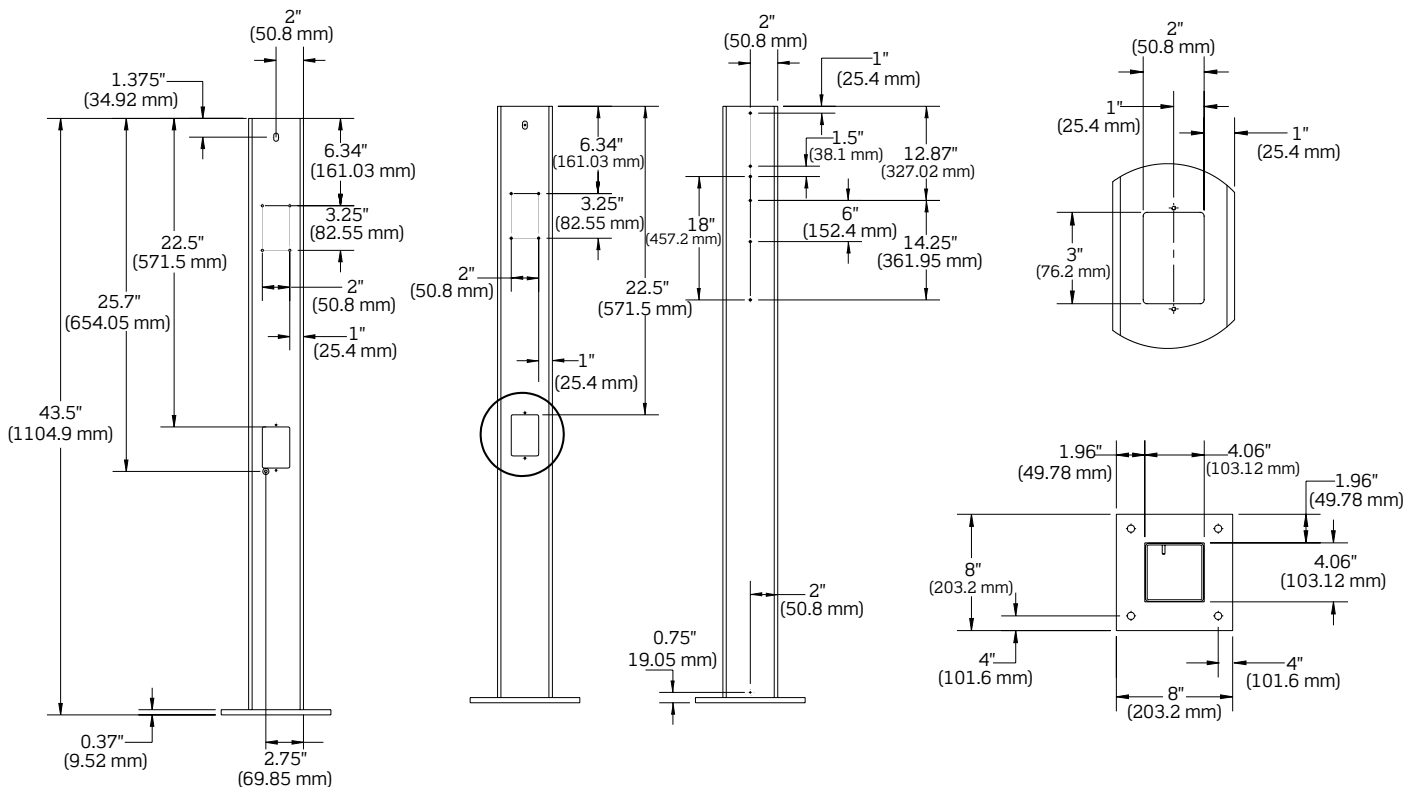 2"
(50.8 mm)
1.375"
(34.92 mm)
6.34"
(161.03 mm)
3.25"
(82.55 mm)
22.5"
(571.5 mm)
2"
(50.8 mm)
25.7"
(654.05 mm)
1"
(25.4 mm)
43.5"
(1104.9 mm)
0.37"
(9.52 mm)
2.75"
(69.85 mm)
6.34"
(161.03 mm)
3.25"
(82.55 mm)
2"
(50.8 mm)
22.5"
(571.5 mm)
1"
(25.4 mm)
2"
(50.8 mm)
1"
(25.4 mm)
1.5"
(38.1 mm)
12.87"
(327.02 mm)
18"
(457.2 mm)
6"
(152.4 mm)
14.25"
(361.95 mm)
2"
(50.8 mm)
0.75"
19.05 mm)
2"
(50.8 mm)
1"
(25.4 mm)
1"
(25.4 mm)
3"
(76.2 mm)
1.96"
(49.78 mm)
4.06"
(103.12 mm)
1.96"
(49.78 mm)
8"
(203.2 mm)
4.06"
(103.12 mm)
4"
(101.6 mm)
4"
(101.6 mm)
8"
(203.2 mm)